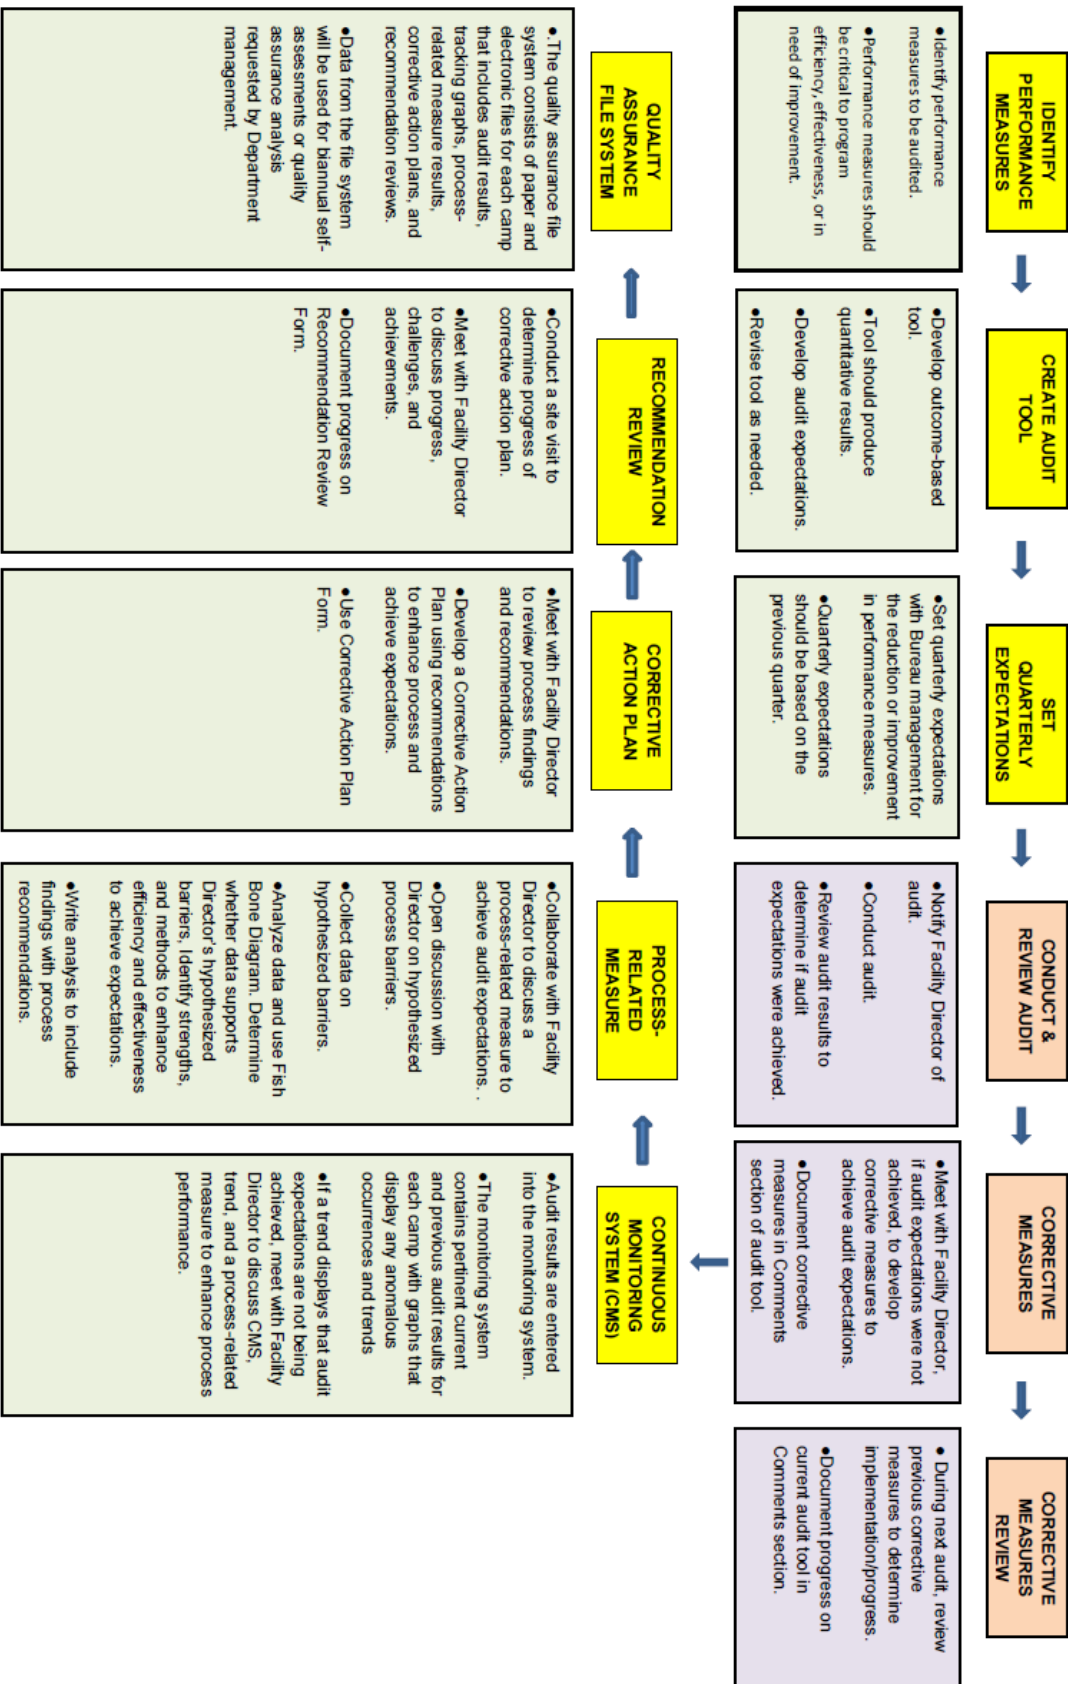 IDENTIFY
PERFORMANCE
MEASURES
CREATE AUDIT
TOOL
SET
QUARTERLY
EXPECTATIONS
CONDUCT &
REVIEW AUDIT
CORRECTIVE
MEASURES
CORRECTIVE
MEASURES
REVIEW
●Identify performance
measures to be audited.
●Performance measures should
be critical to program
efficiency, effectiveness, or in
need of improvement.
●Develop outcome-based
tool.
●Tool should produce
quantitative results.
●Develop audit expectations.
●Revise tool as needed.
●Set quarterly expectations
with Bureau management for
the reduction or improvement
in performance measures.
●Quarterly expectations
should be based on the
previous quarter.
●Notify Facility Director of
audit.
●Conduct audit.
●Review audit results to
determine if audit
expectations were achieved.
●Meet with Facility Director,
if audit expectations were not
achieved, to develop
corrective measures to
achieve audit expectations.
●Document corrective
measures in Comments
section of audit tool.
● During next audit, review
previous corrective
measures to determine
implementation/progress.
●Document progress on
current audit tool in
Comments section.
QUALITY
ASSURANCE
FILE SYSTEM
RECOMMENDATION
REVIEW
CORRECTIVE
ACTION PLAN
PROCESS-
RELATED
MEASURE
CONTINUOUS
MONITORING
SYSTEM (CMS)
●.The quality assurance file
system consists of paper and
electronic files for each camp
that includes audit results,
tracking graphs, process-
related measure results,
corrective action plans, and
recommendation reviews.
●Data from the file system
will be used for biannual self-
assessments or quality
assurance analysis
requested by Department
management.
●Conduct a site visit to
determine progress of
corrective action plan.
●Meet with Facility Director
to discuss progress,
challenges, and
achievements.
●Document progress on
Recommendation Review
Form.
●Meet with Facility Director
to review process findings
and recommendations.
●Develop a Corrective Action
Plan using recommendations
to enhance process and
achieve expectations.
●Use Corrective Action Plan
Form.
●Collaborate with Facility
Director to discuss a
process-related measure to
achieve audit expectations. .
●Open discussion with
Director on hypothesized
process barriers.
●Collect data on
hypothesized barriers.
●Analyze data and use Fish
Bone Diagram. Determine
whether data supports
Director's hypothesized
barriers, Identify strengths,
and methods to enhance
efficiency and effectiveness
to achieve expectations.
●Write analysis to include
findings with process
recommendations.
●Audit results are entered
into the monitoring system.
●The monitoring system
contains pertinent current
and previous audit results for
each camp with graphs that
display any anomalous
occurrences and trends
●If a trend displays that audit
expectations are not being
achieved, meet with Facility
Director to discuss CMS,
trend, and a process-related
measure to enhance process
performance.